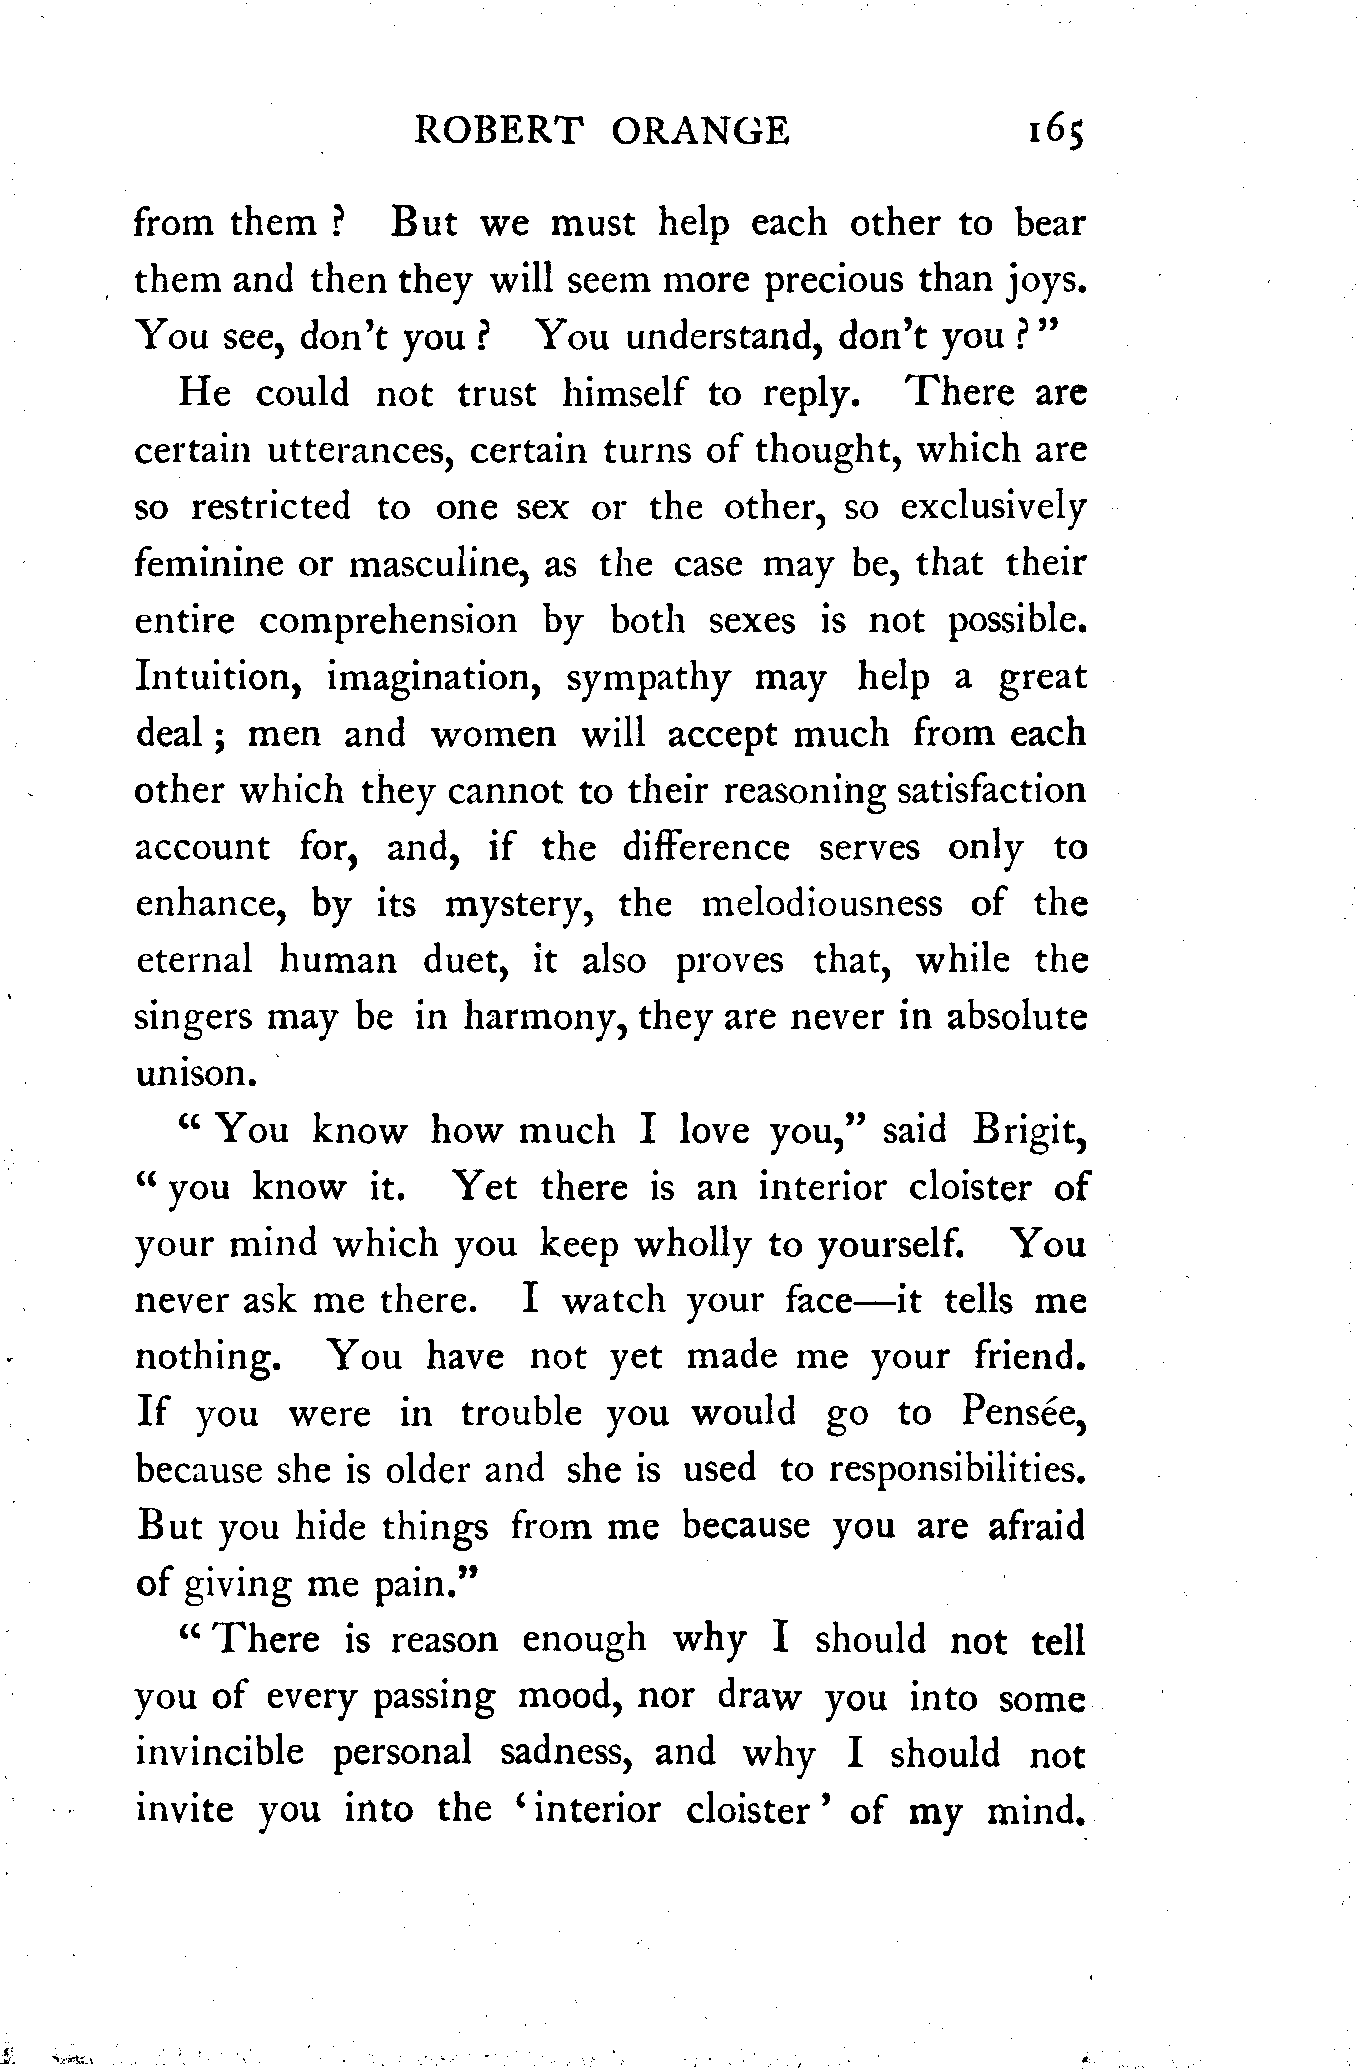 ROBERT ORANGE 165
from them ? But we must help each other to bear
them and then they will seem more precious than joys.
You see, don't you ? You understand, don't you ?"
He could not trust himself to reply. There are
certain utterances, certain turns of thought, which are
so restricted to one sex or the other, so exclusively
feminine or masculine, as the case may be, that their
entire comprehension by both sexes is not possible.
Intuition, imagination, sympathy may help a great
deal ; men and women will accept much from each
other which they cannot to their reasoning satisfaction
account for, and, if the difference serves only to
enhance, by its mystery, the melodiousness of the
eternal human duet, it also proves that, while the
singers may be in harmony, they are never in absolute
unison.
" You know how much I love you," said Brigit,
" you know it. Yet there is an interior cloister of
your mind which you keep wholly to yourself. You
never ask me there. I watch your face—it tells me
nothing. You have not yet made me your friend.
If you were in trouble you would go to Pensée,
because she is older and she is used to responsibilities.
But you hide things from me because you are afraid
of giving me pain."
" There is reason enough why I should not tell
you of every passing mood, nor draw you into some
invincible personal sadness, and why I should not
invite you into the ' interior cloister ' of my mind.